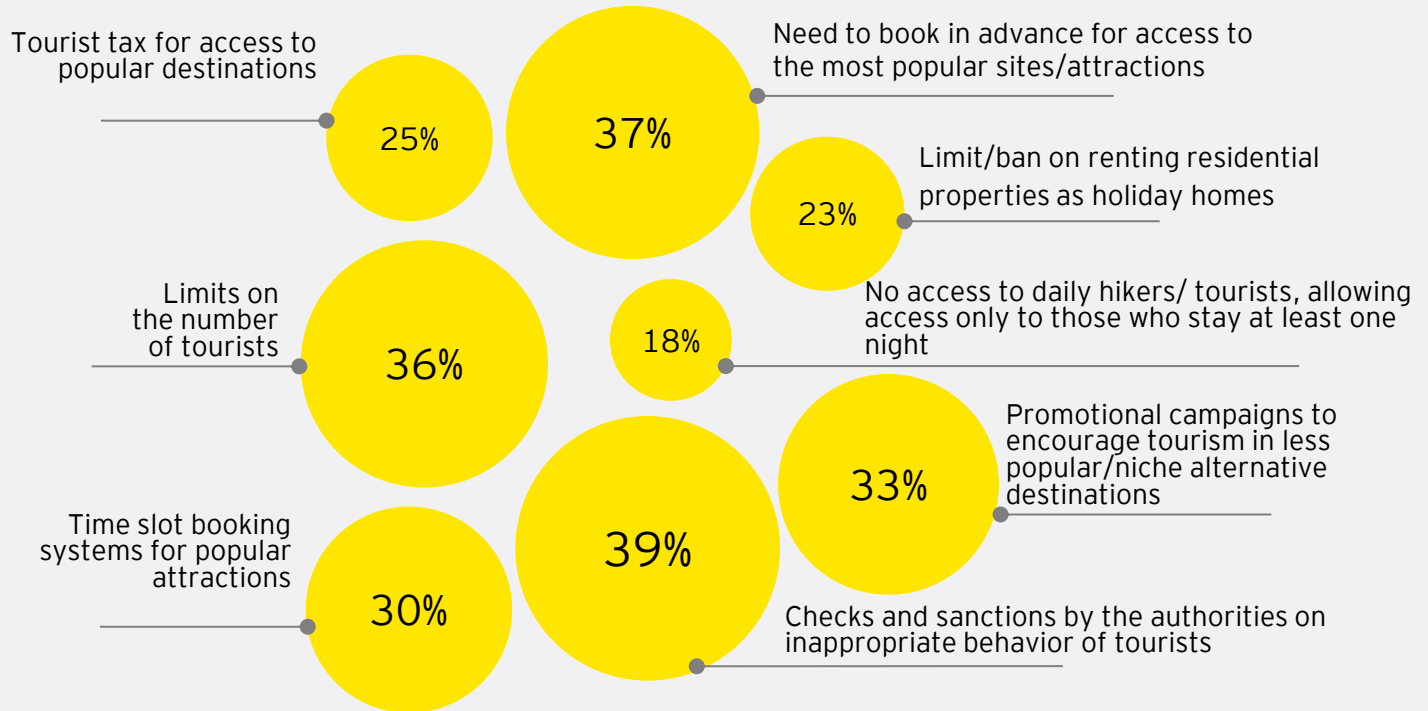 Tourist tax for access to
popular destinations
25%
37%
Need to book in advance for access to
the most popular sites/attractions
Limit/ban on renting residential
properties as holiday homes
23%
Limits on
the number
of tourists
36%
18%
No access to daily hikers/ tourists, allowing
access only to those who stay at least one
night
Promotional campaigns to
encourage tourism in less
popular/niche alternative
destinations
33%
Time slot booking
systems for popular
attractions
30%
39%
Checks and sanctions by the authorities on
inappropriate behavior of tourists